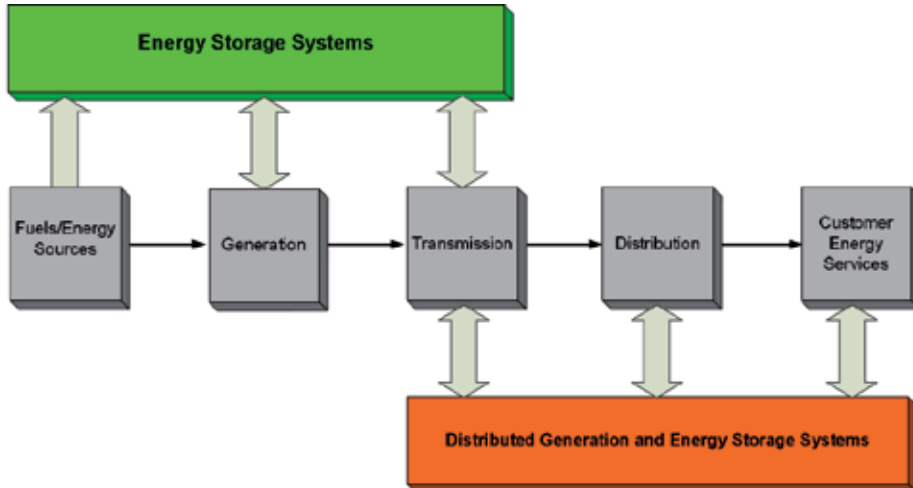 Energy Storage Systems
Fuels/Energy
Sources
Generation
Transmission
Distribution
Customer
Energy
Services
Distributed Generation and Energy Storage Systems